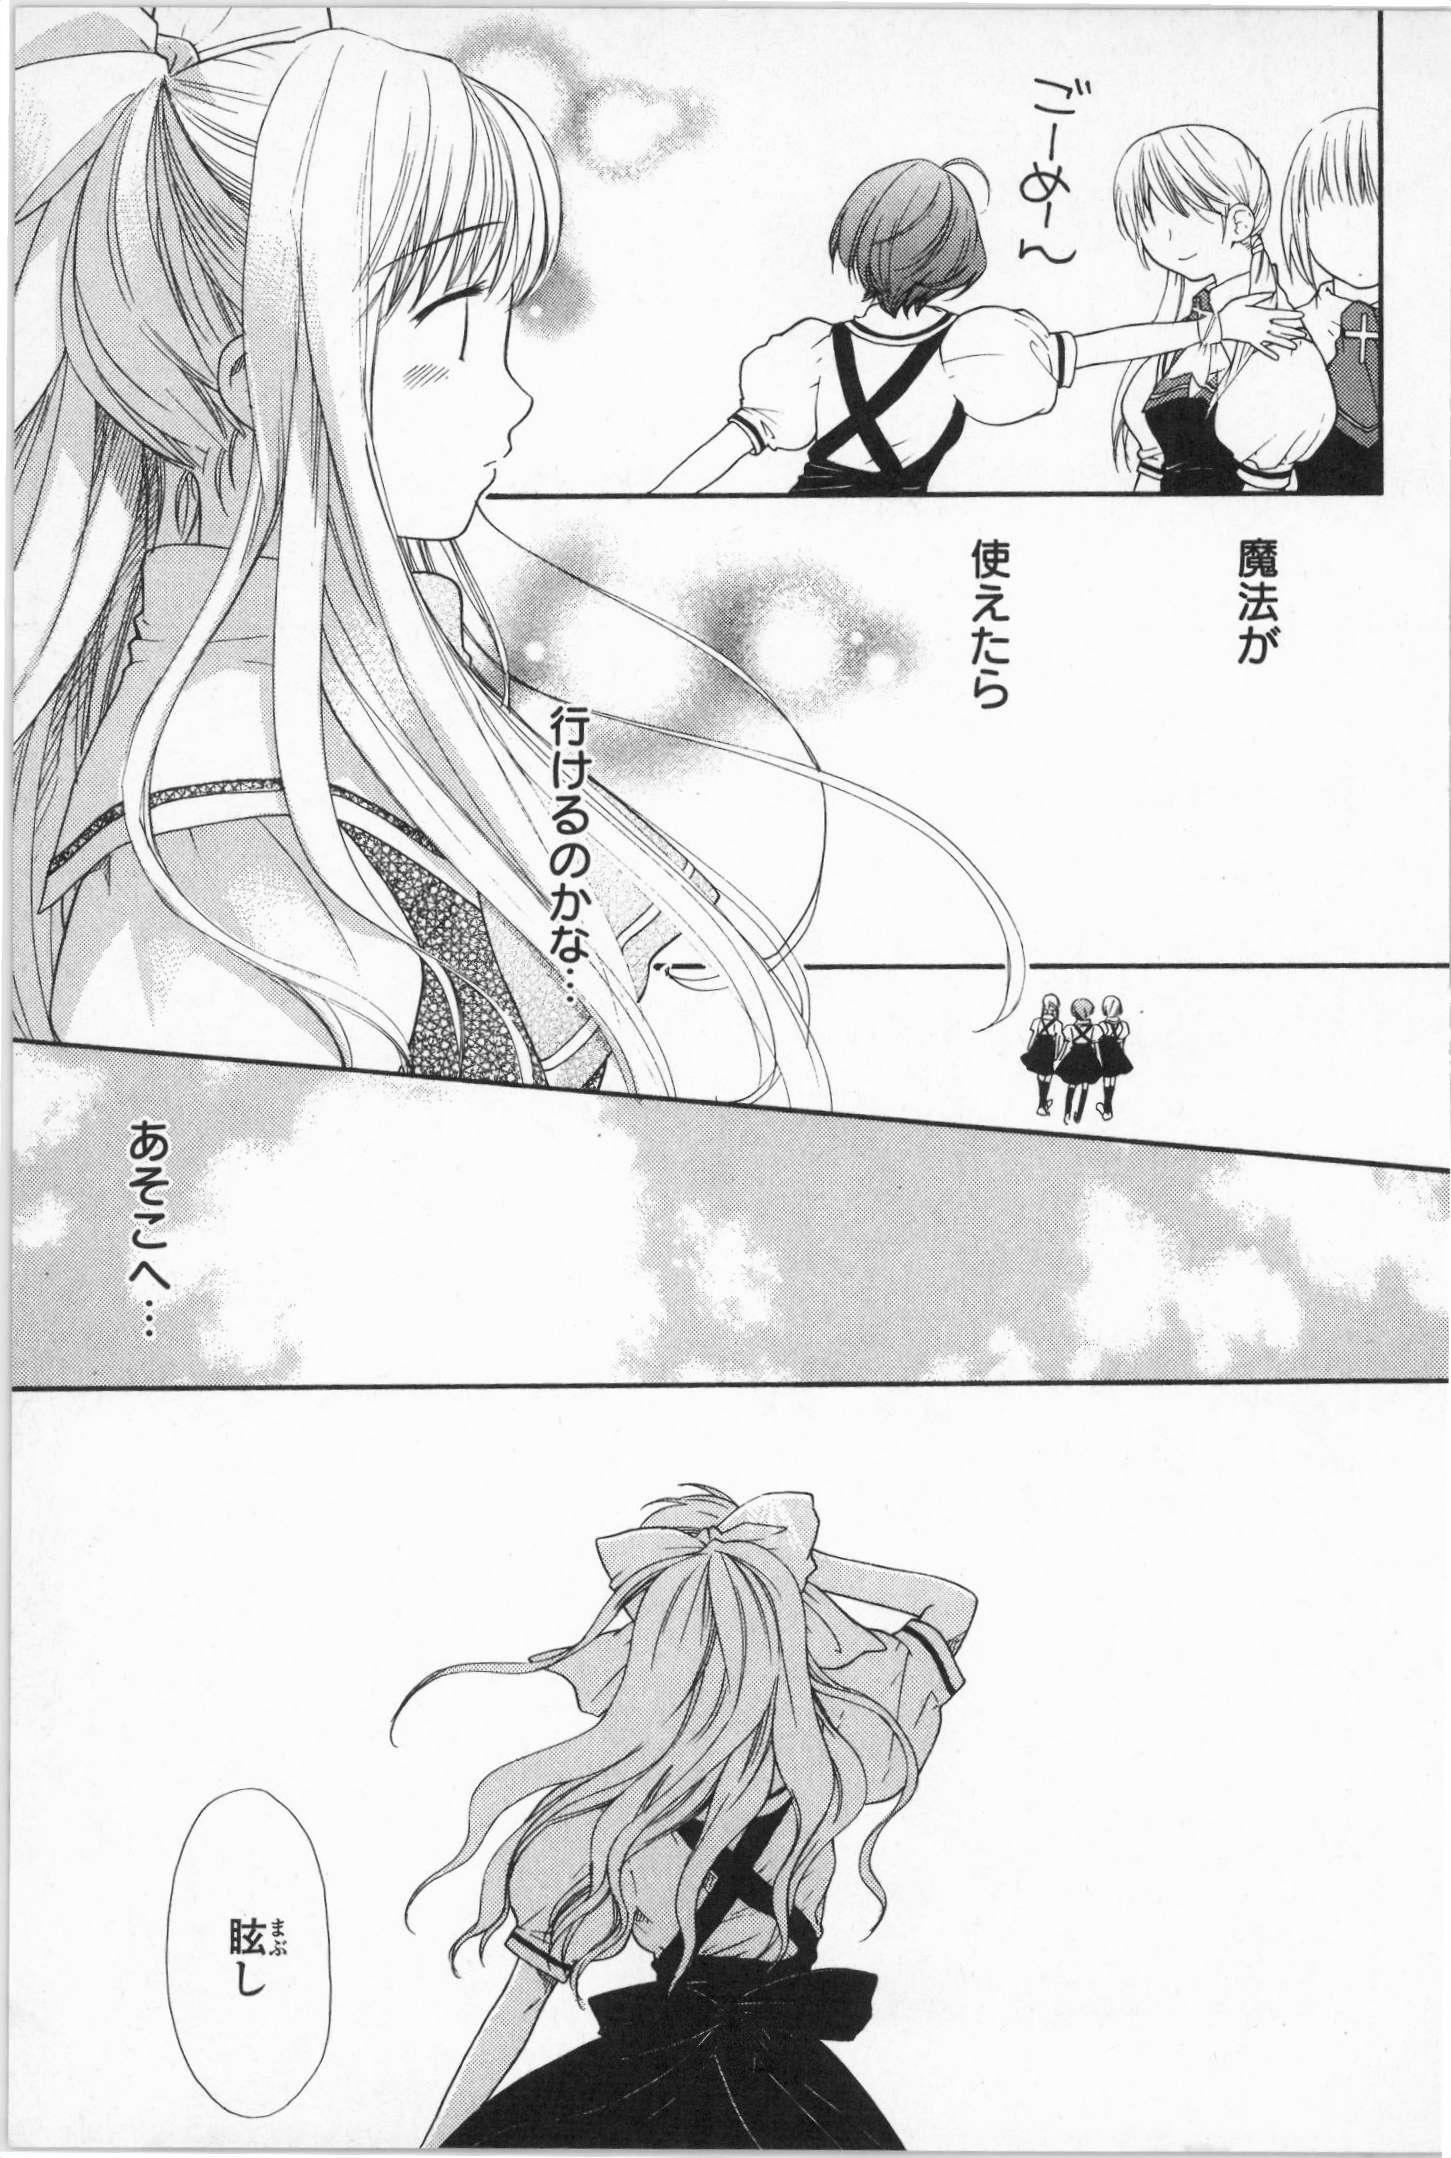 ごーめーん
魔法が
使えたら
行けるのかな…
あそこへ…
眩し
まぶ